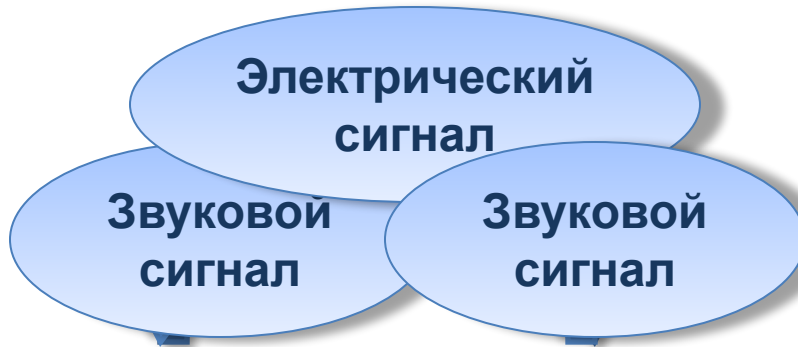 Электрический
сигнал
Звуковой
сигнал
Звуковой
сигнал